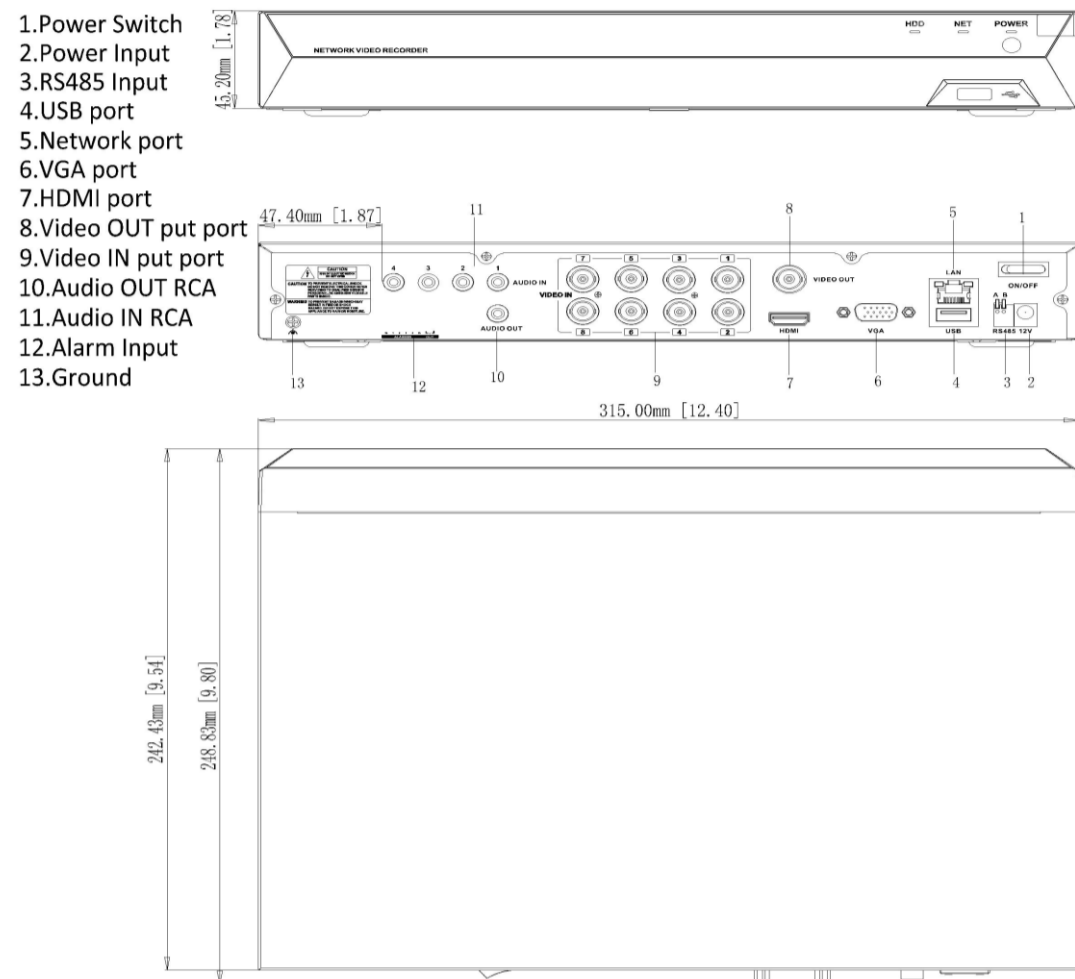 1.Power Switch
2.Power Input
3.RS485 Input
4.USB port
5.Network port
6.VGA port
7.HDMI port
8.Video OUT put port
9.Video IN put port
10.Audio OUT RCA
11.Audio IN RCA
12.Alarm Input
13.Ground
45.20mm [1.78]
HDD NET POWER
NETWORK VIDEO RECORDER
47.40mm [1.87]
11 8 5 1
4 3 2 1 AUDIO IN
7 5 3 1
VIDEO OUT
LAN
ON/OFF
CAUTION
VIDEO IN
A B
AUDIO OUT
8 6 4 2
HDMI VGA USB RS485 12V
13 12 10 9 7 6 4 3 2
315.00mm [12.40]
242.43mm [9.54]
248.83mm [9.80]